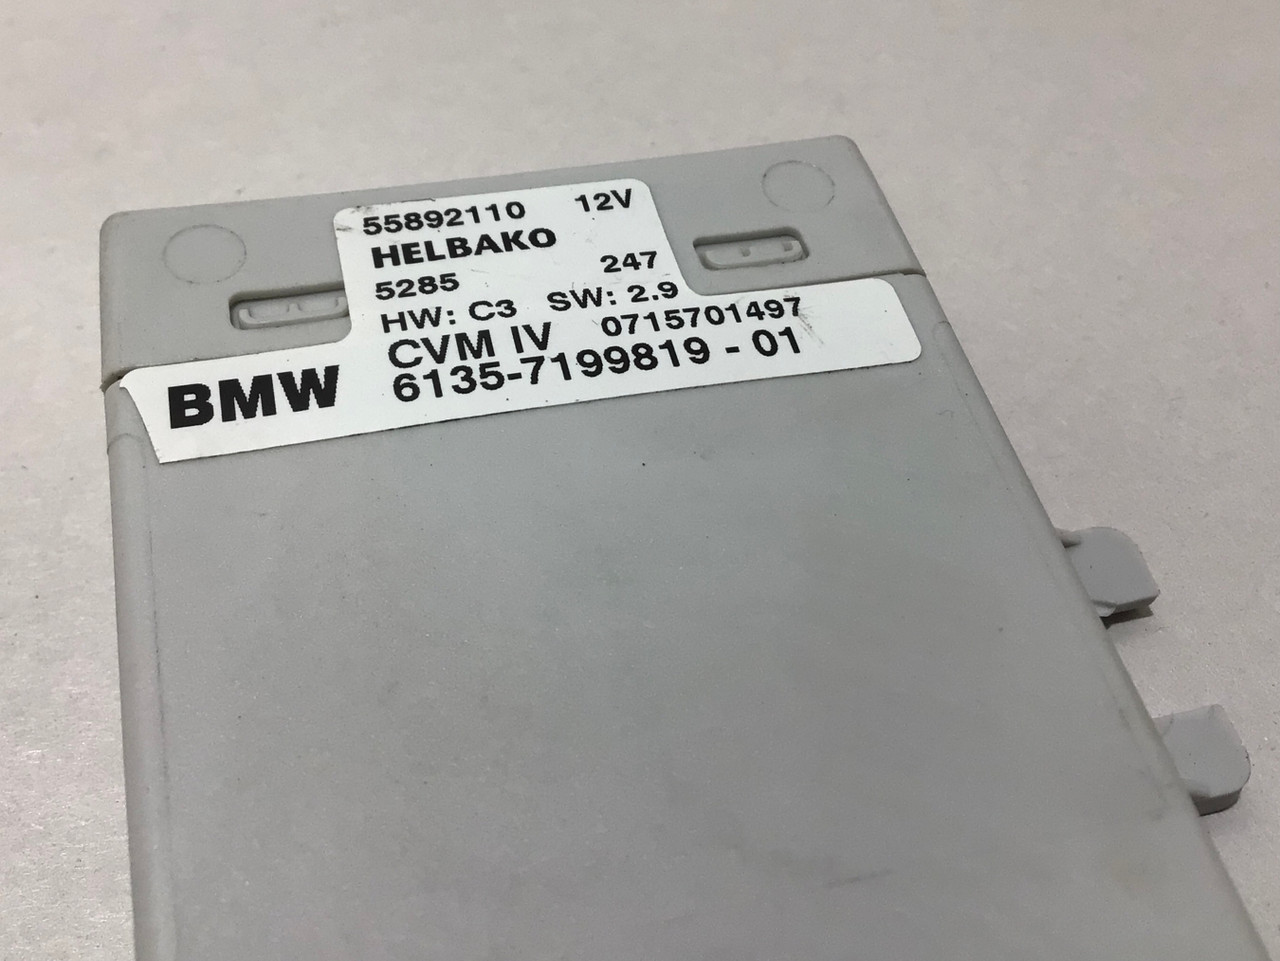 55892110 12V
HELBAKO
5285 247
HW: C3 SW: 2.9
CVM IV 0715701497
BMW 6135-7199819 - 01